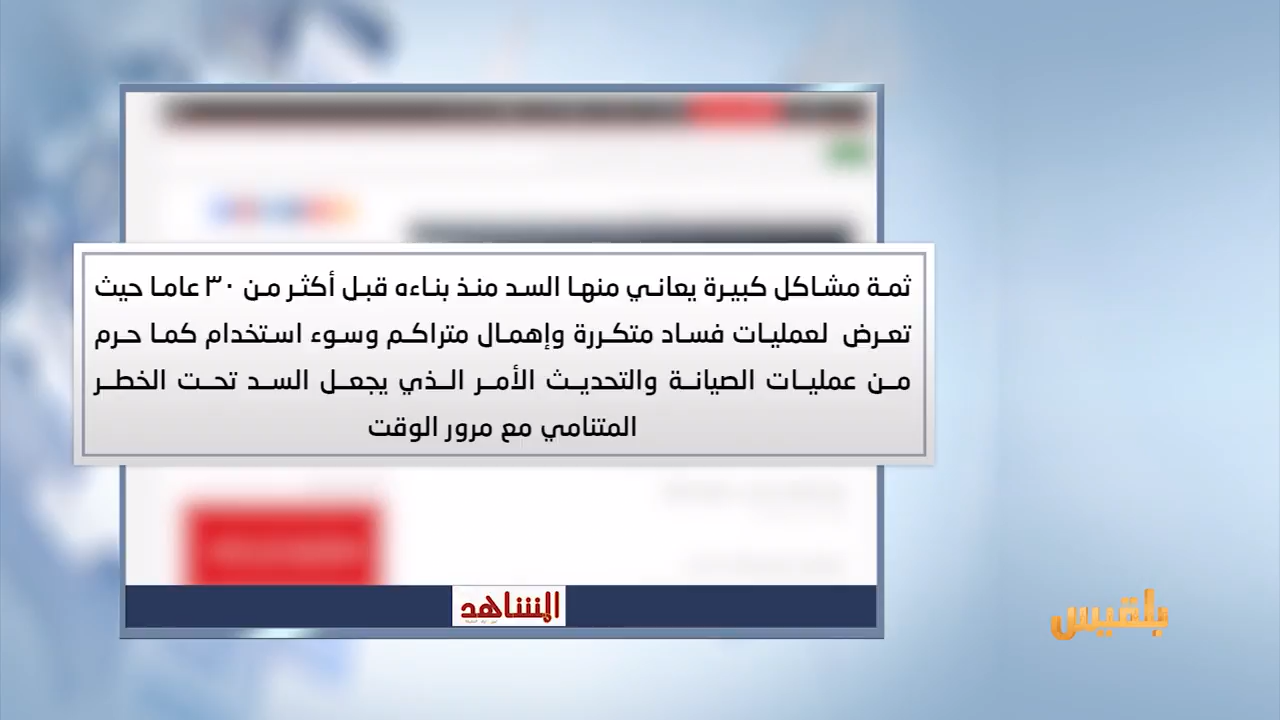 ثمة مشاكل كبيرة يعاني منها السد منذ بناءه قبل أكثر من ٣٠ عاما حيث
تعرض لعمليات فساد متكررة وإهمال متراكم وسوء استخدام كما حرم
من عمليات الصيانة والتحديث الأمر الذي يجعل السد تحت الخطر
المتنامي مع مرور الوقت
المشاهد
بلقيس